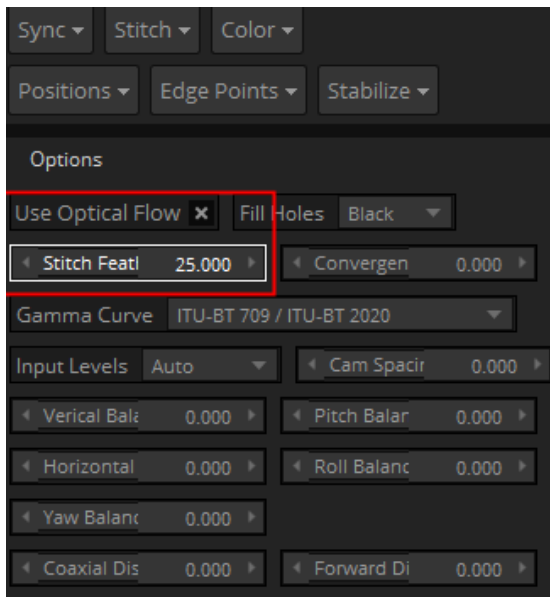 Sync Stitch Color
Positions Edge Points Stabilize
Options
Use Optical Flow Fill Holes Black
Stitch Featl 25.000 Convergen 0.000
Gamma Curve ITU-BT 709 / ITU-BT 2020
Input Levels Auto Cam Spacir 0.000
Verical Bala 0.000 Pitch Balar 0.000
Horizontal 0.000 Roll Balanc 0.000
Yaw Balanc 0.000
Coaxial Dis 0.000 Forward Di 0.000